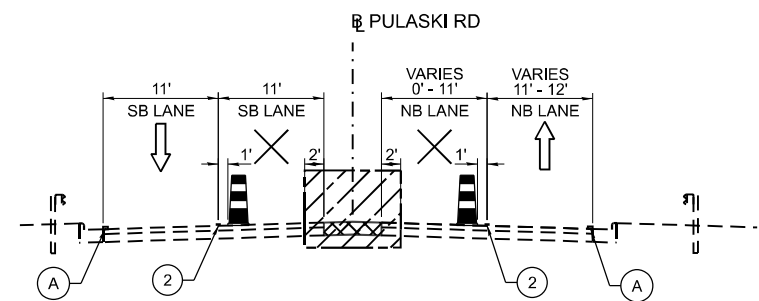 ℄ PULASKI RD
VARIES
VARIES
11'
11'
0' - 11'
11' - 12'
SB LANE
SB LANE
NB LANE
NB LANE
1'
2'
2'
1'
A
2
2
A